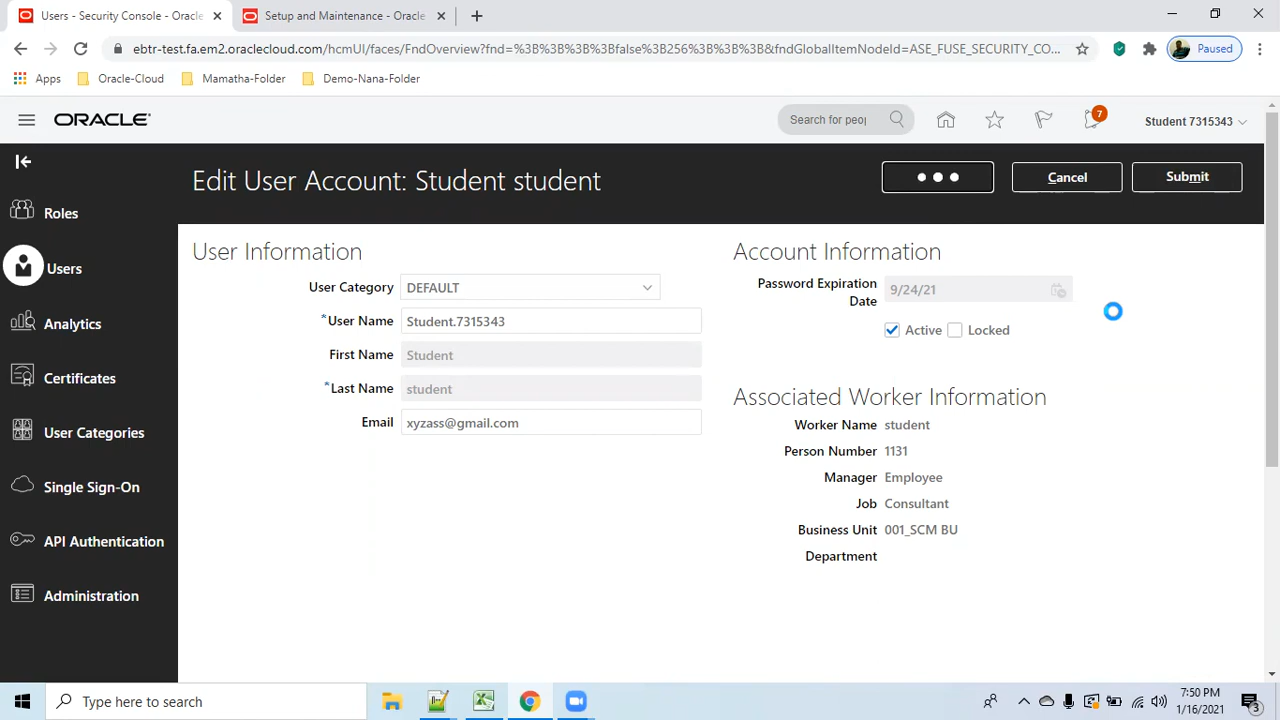 Users - Security Console - Oracle
Setup and Maintenance - Oracle
ebtr-test.fa.em2.oraclecloud.com/hcmUI/faces/FndOverview?fnd=%3B%3B%3B%3Bfalse%3B256%3B%3B%3B&fndGlobalItemNodeId=ASE_FUSE_SECURITY_CO...
Paused
Apps
Oracle-Cloud
Mamatha-Folder
Demo-Nana-Folder
ORACLE
Search for peop
7
Student 7315343
Edit User Account: Student student
Cancel
Submit
Roles
Users
Analytics
Certificates
User Categories
Single Sign-On
API Authentication
Administration
User Information
User Category DEFAULT
*User Name Student.7315343
First Name Student
*Last Name student
Email xyzass@gmail.com
Account Information
Password Expiration Date 9/24/21
Active Locked
Associated Worker Information
Worker Name student
Person Number 1131
Manager Employee
Job Consultant
Business Unit 001_SCM BU
Department
Type here to search
7:50 PM
1/16/2021
3